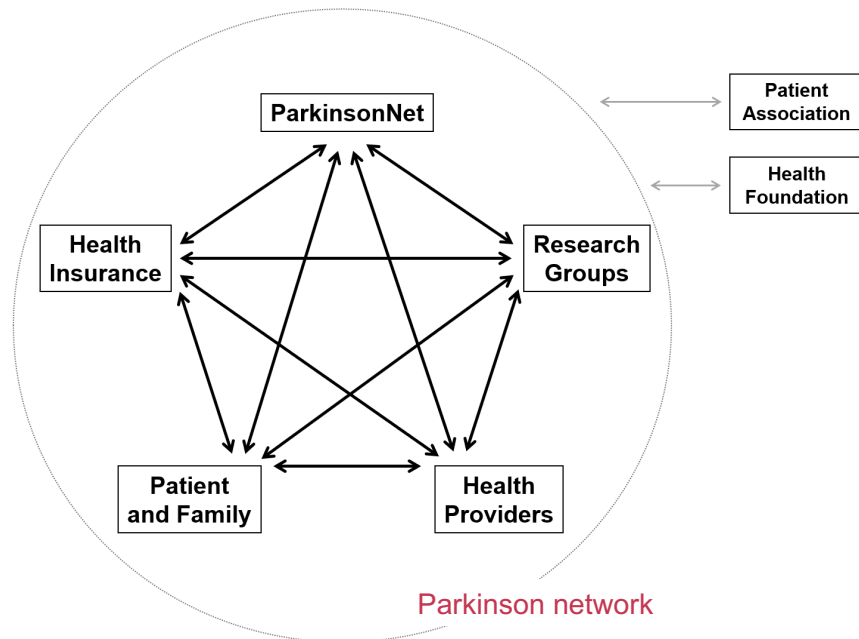 ParkinsonNet
Patient
Association
Health
Foundation
Health
Insurance
Research
Groups
Patient
and Family
Health
Providers
Parkinson network